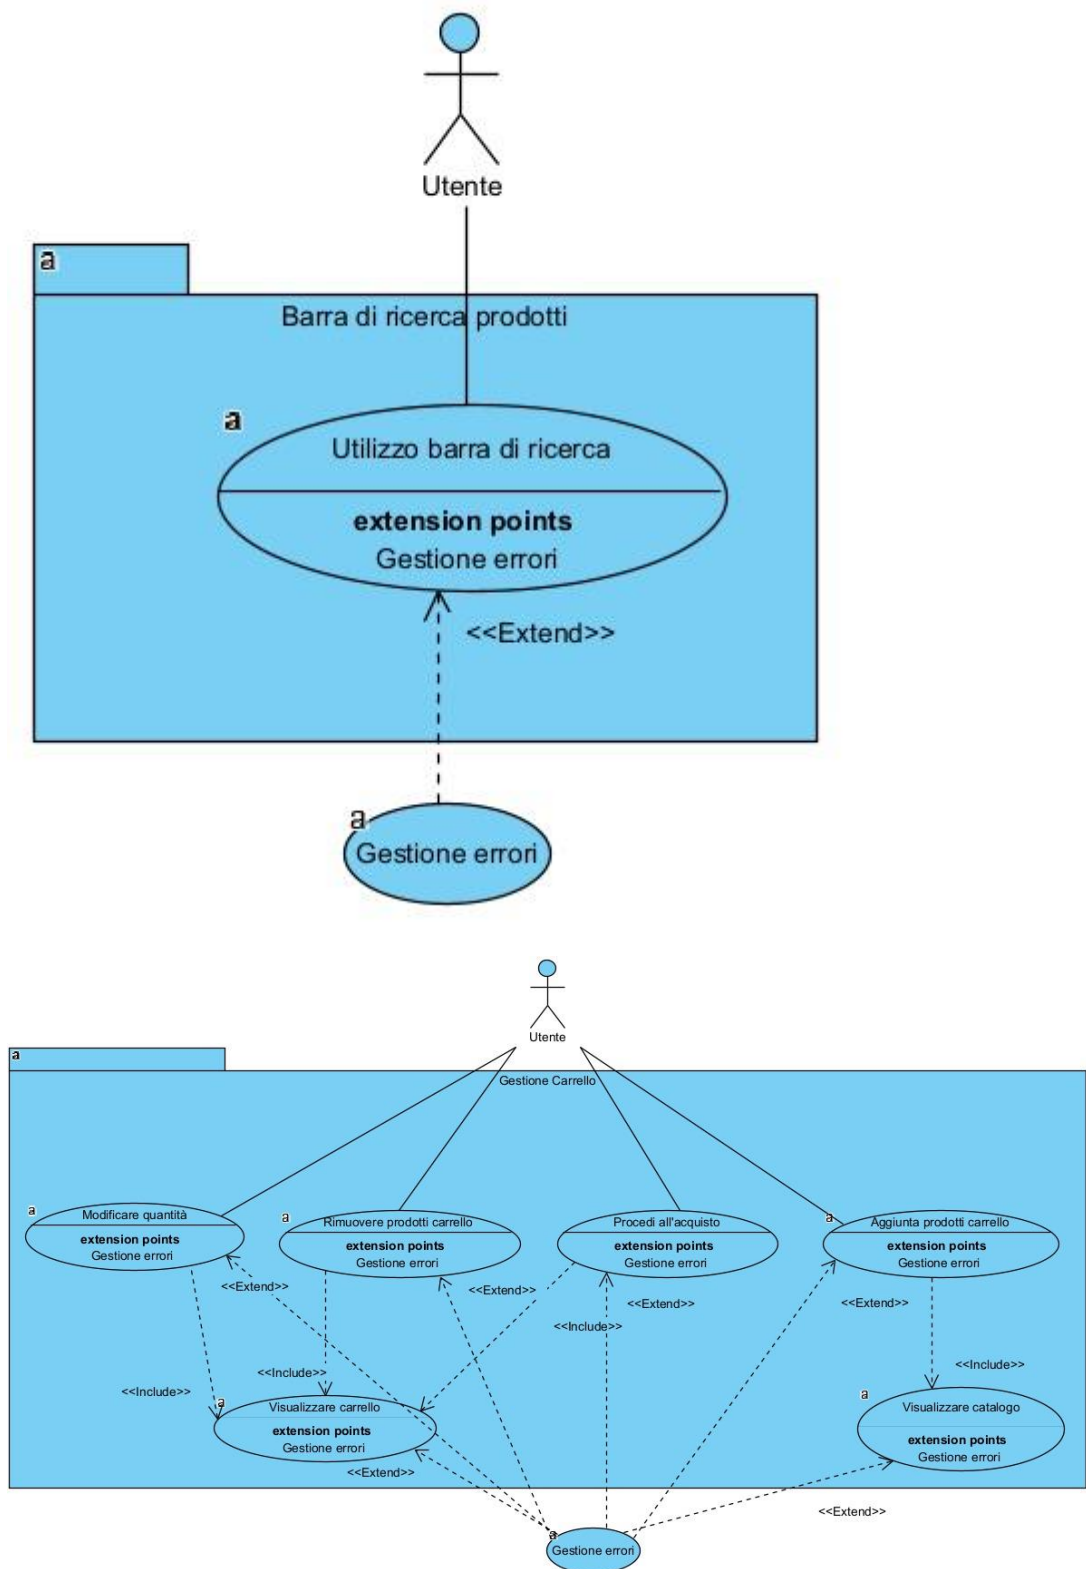 Utente
a
Barra di ricerca prodotti
a
Utilizzo barra di ricerca
extension points
Gestione errori
<<Extend>>
a
Gestione errori
Utente
a
Gestione Carrello
a
Modificare quantità
extension points
Gestione errori
a
Rimuovere prodotti carrello
extension points
Gestione errori
Procedi all'acquisto
extension points
Gestione errori
a
Aggiunta prodotti carrello
extension points
Gestione errori
<<Extend>>
<<Extend>>
<<Extend>>
<<Extend>>
<<Include>>
<<Include>>
<<Include>>
<<Include>>
a
Visualizzare carrello
extension points
Gestione errori
a
Visualizzare catalogo
extension points
Gestione errori
<<Extend>>
<<Extend>>
a
Gestione errori